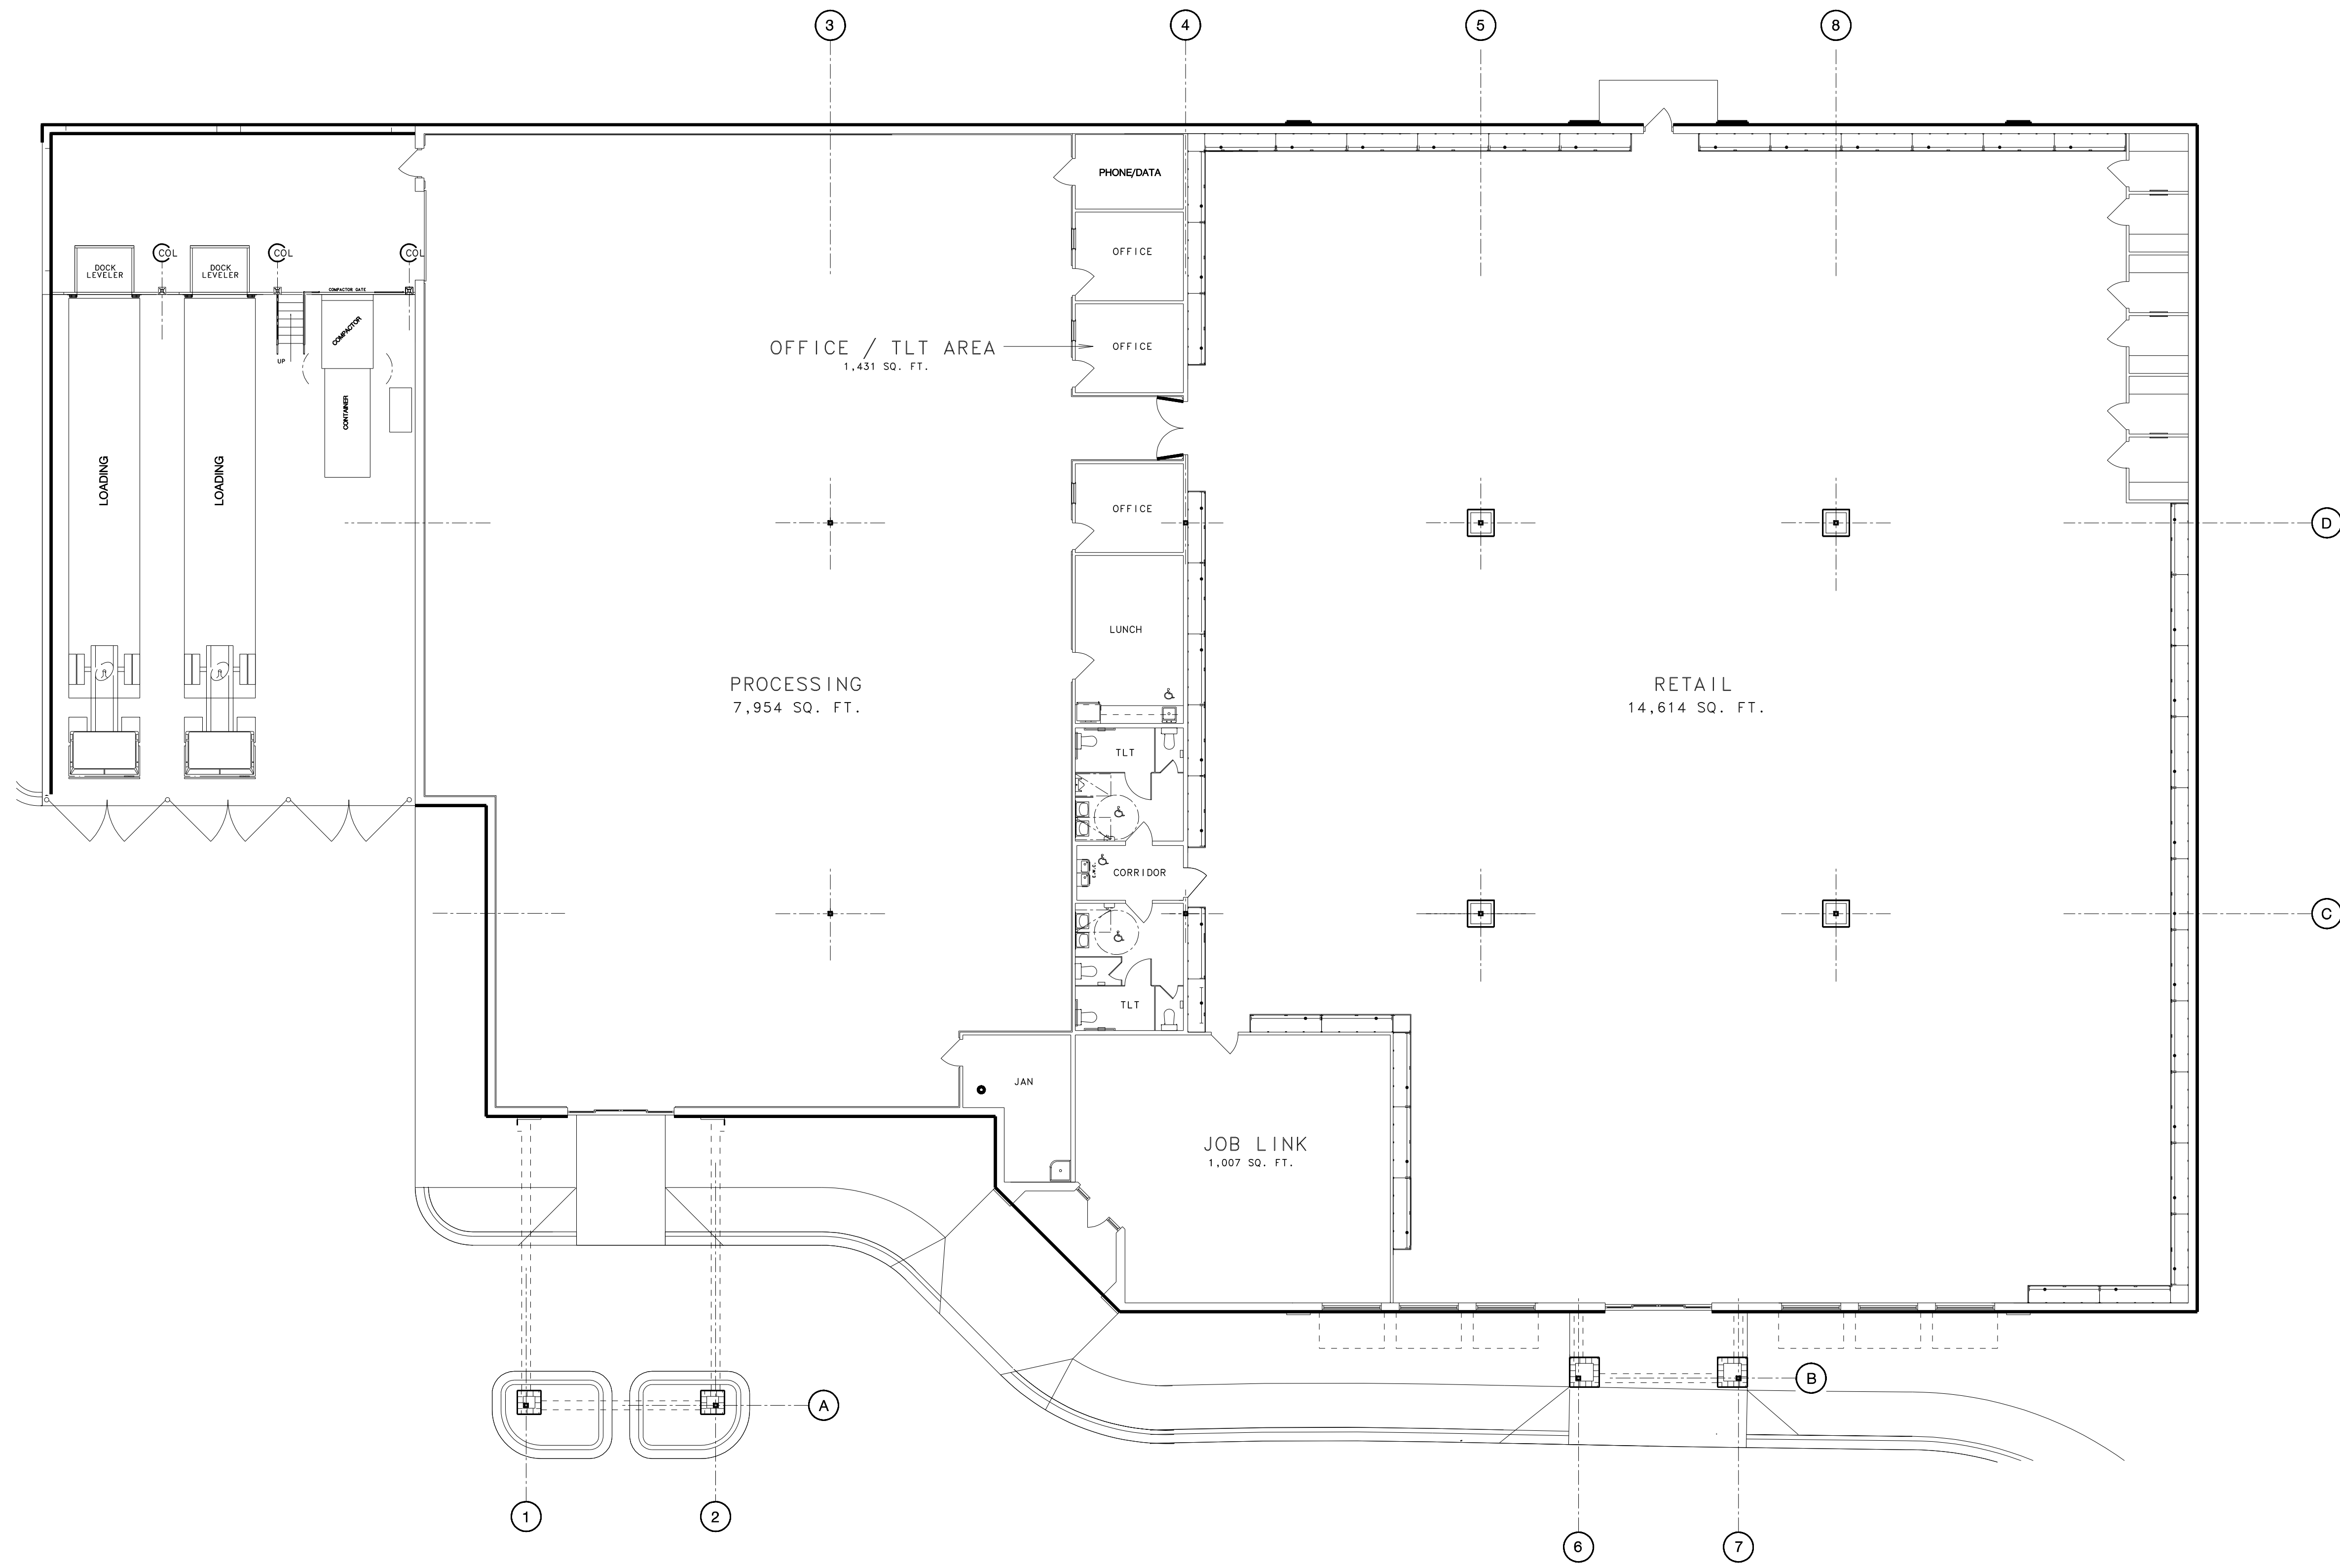 3
4
5
8
PHONE/DATA
OFFICE
COL
COL
COL
DOCK
LEVELER
DOCK
LEVELER
COMPACTOR GATE
COMPACTOR
UP
OFFICE / TLT AREA
1,431 SQ. FT.
OFFICE
CONTAINER
LOADING
LOADING
OFFICE
D
LUNCH
PROCESSING
7,954 SQ. FT.
RETAIL
14,614 SQ. FT.
TLT
E.W.C.
CORRIDOR
C
TLT
JAN
JOB LINK
1,007 SQ. FT.
B
A
1
2
6
7